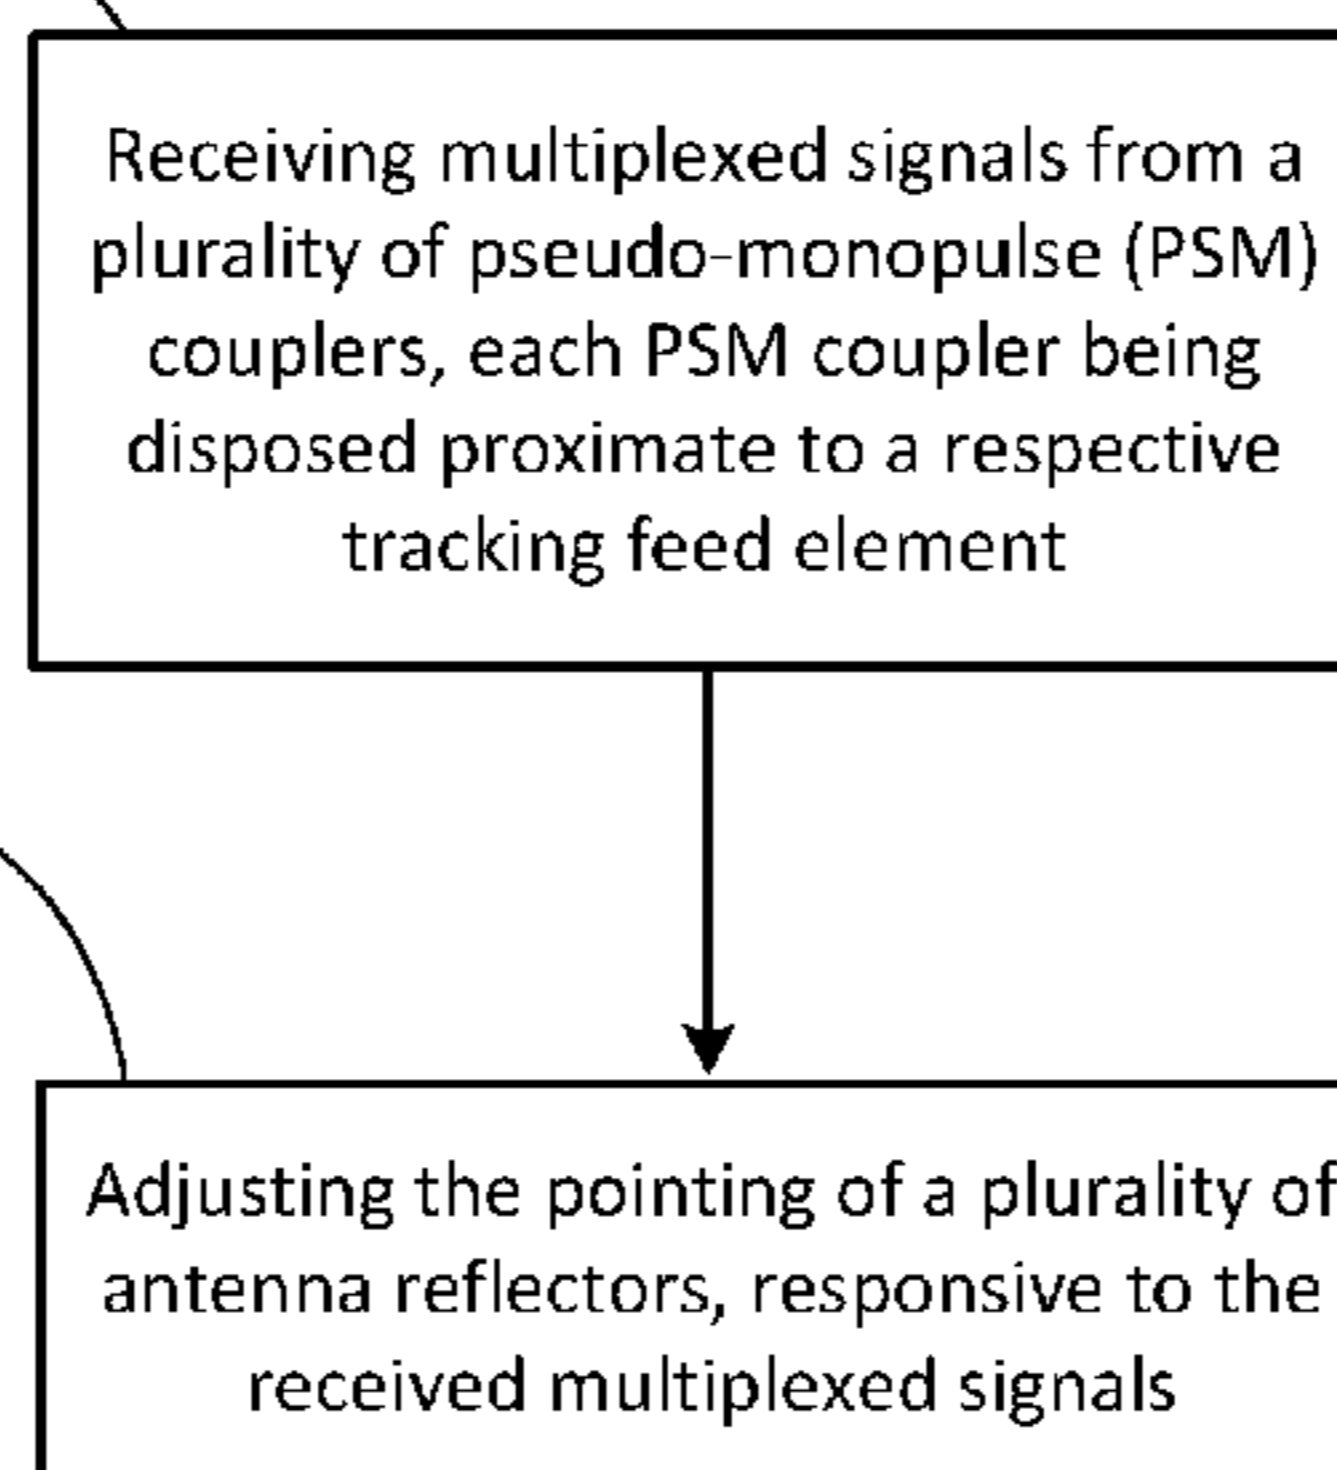 Receiving multiplexed signals from a
plurality of pseudo-monopulse (PSM)
couplers, each PSM coupler being
disposed proximate to a respective
tracking feed element
Adjusting the pointing of a plurality of
antenna reflectors, responsive to the
received multiplexed signals